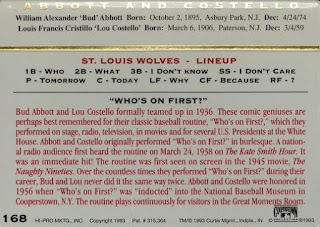 ABBOTT AND COSTELLO
William Alexander 'Bud' Abbott Born: October 2, 1895, Asbury Park, N.J. Dec: 4/24/74
Louis Francis Cristillo 'Lou Costello' Born: March 6, 1906, Paterson, N.J. Dec: 3/4/59
ST. LOUIS WOLVES - LINEUP
1B - WHO 2B - WHAT 3B - I DON'T KNOW SS - I DON'T CARE
P - TOMORROW C - TODAY LF - WHY CF - BECAUSE RF - ?
"WHO'S ON FIRST?"
Bud Abbott and Lou Costello formally teamed up in 1936. These comic geniuses are
perhaps best remembered for their classic baseball routine, "Who's on First?," which
they performed on stage, radio, television, in movies and for several U.S. Presidents at the
White House. Abbott and Costello originally performed "Who's on First?" in burlesque. A nation-
al radio audience first heard the routine on March 24, 1938 on The Kate Smith Hour. It
was an immediate hit! The routine was first seen on screen in the 1945 movie, The
Naughty Nineties. Over the countless times they performed "Who's on First?" during
their career, Bud and Lou never did it the same way twice. Abbott and Costello were honored in
1956 when "Who's on First?" was "inducted" into the National Baseball Museum in
Cooperstown, N.Y. The routine plays continuously for visitors in the Great Moments Room.
168
HI-PRO MKTG., INC. Copyright 1993 Pat. # 315,364 TM/© 1993 Curtis Mgmt., Indpls., IN ©1993